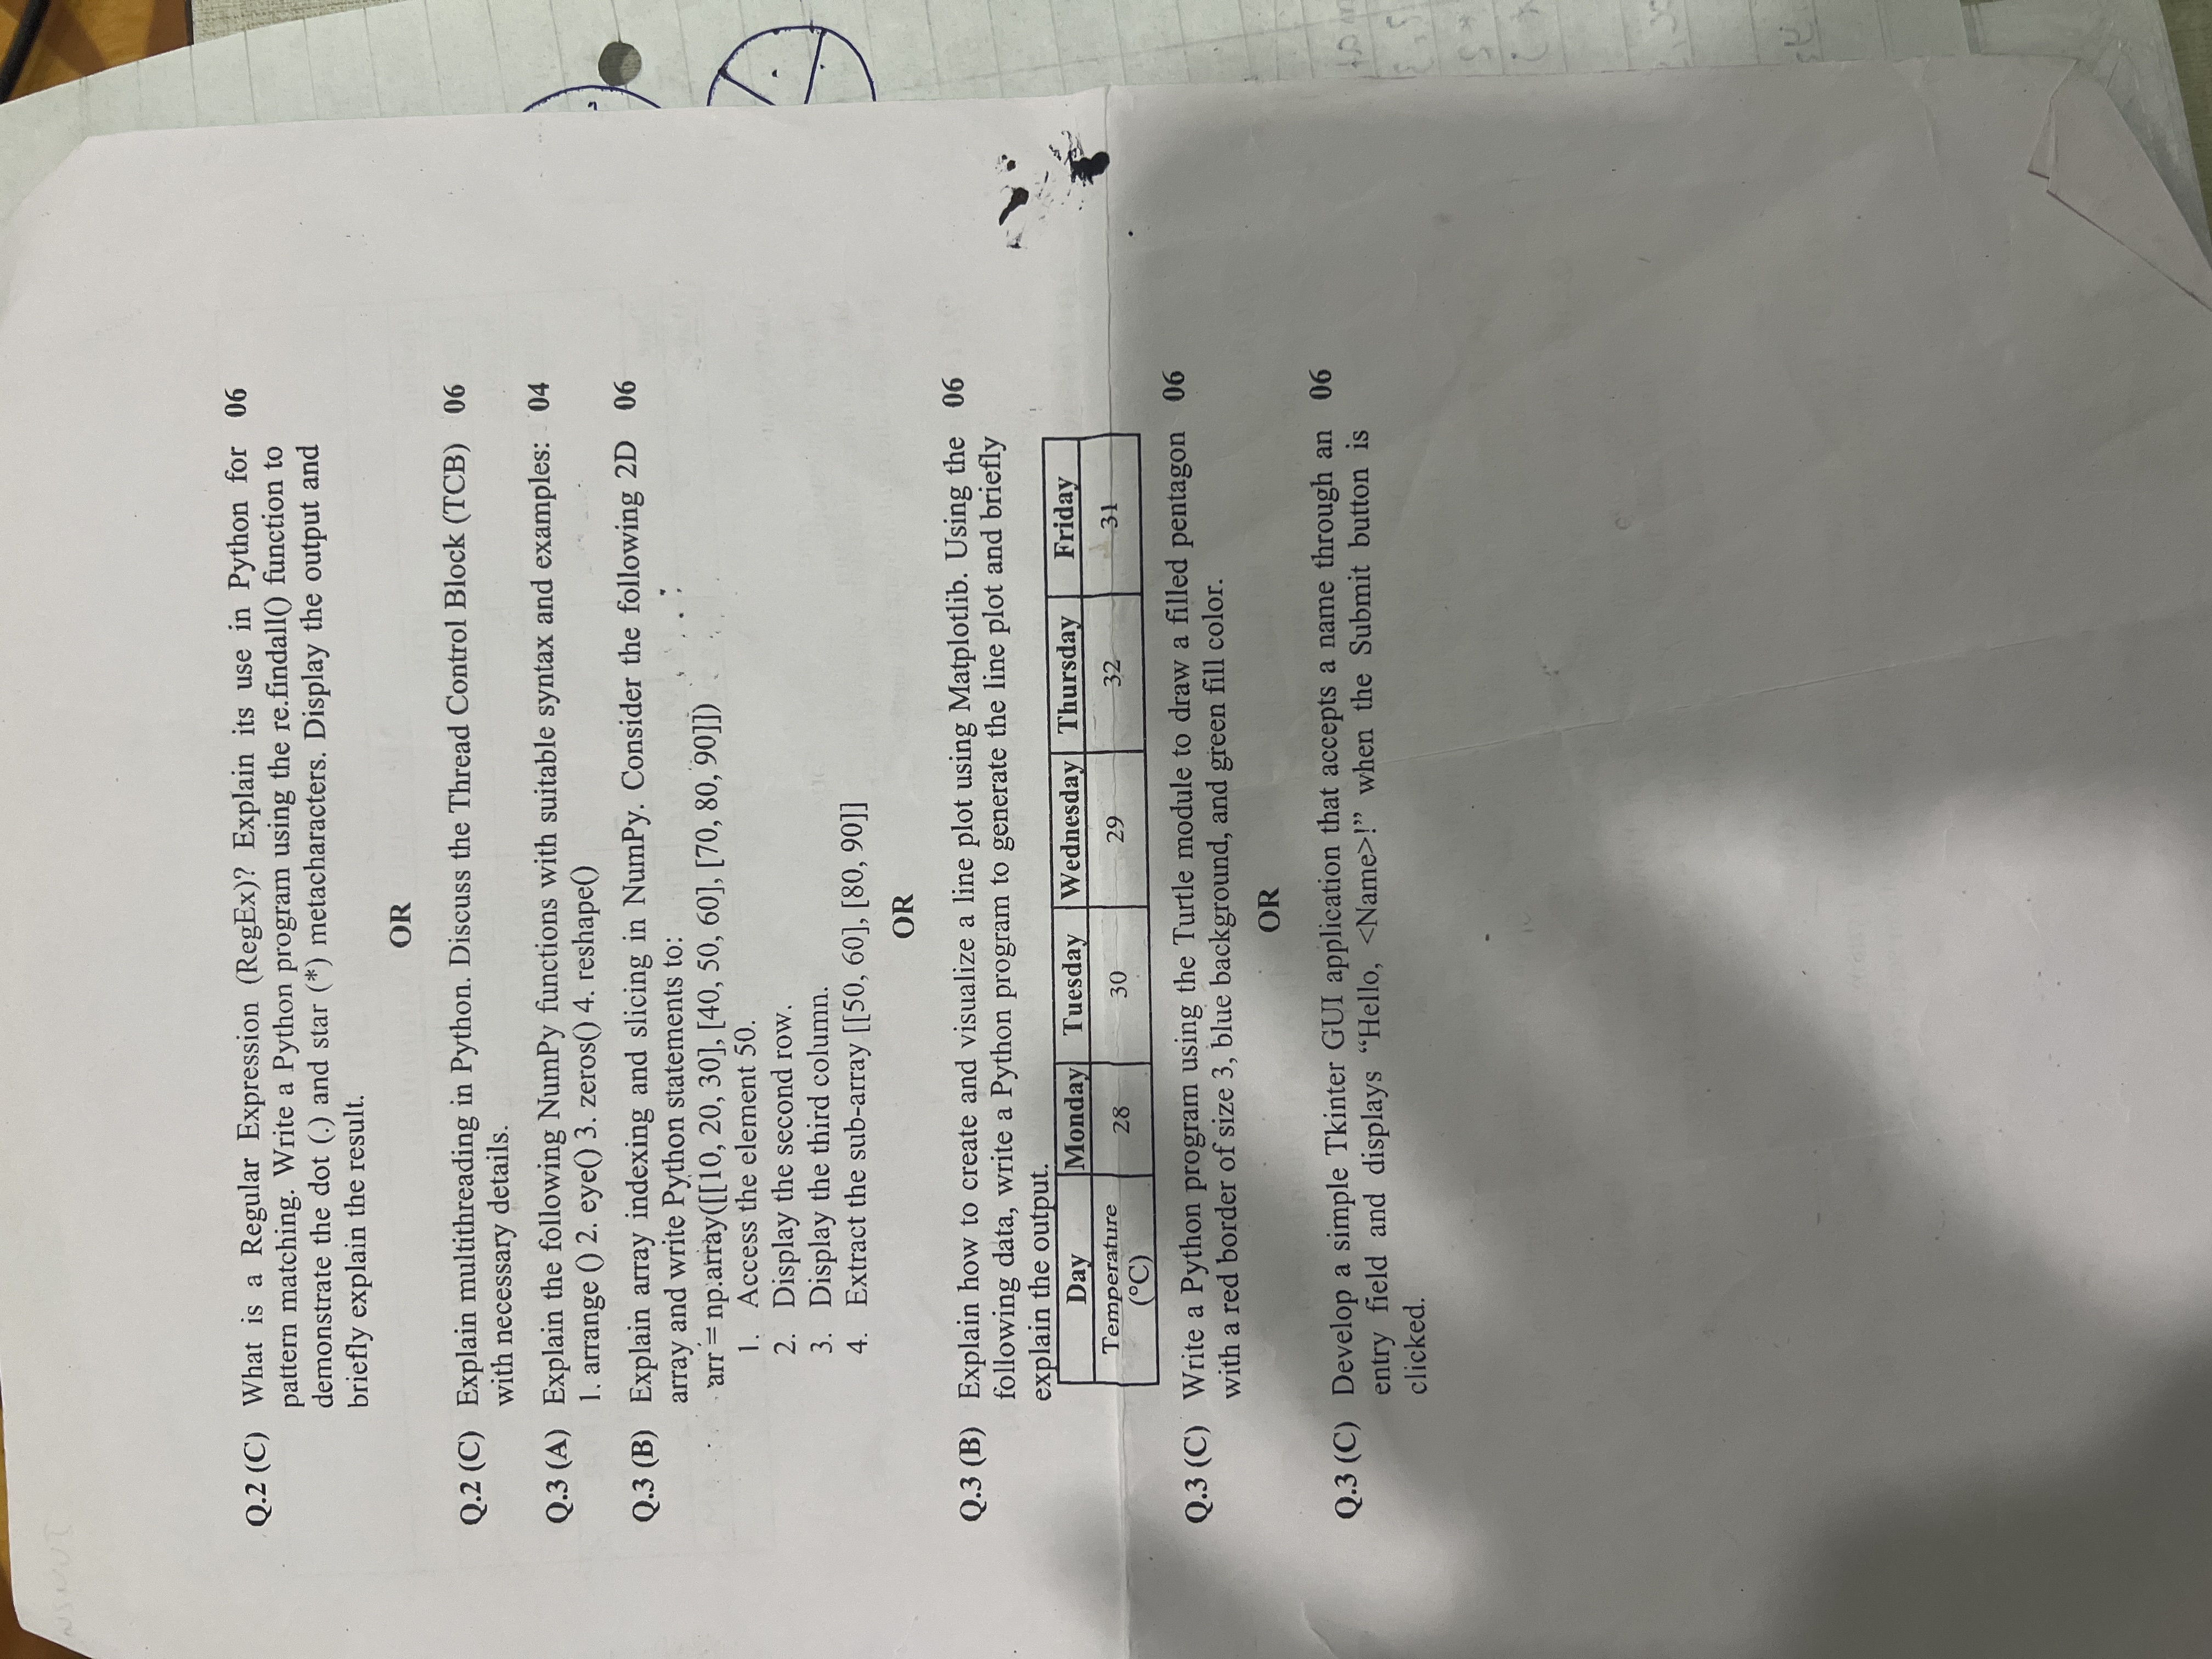 Q.2 (C) What is a Regular Expression (RegEx)? Explain its use in Python for 06
pattern matching. Write a Python program using the re.findall() function to
demonstrate the dot (.) and star (*) metacharacters. Display the output and
briefly explain the result.
OR
Q.2 (C) Explain multithreading in Python. Discuss the Thread Control Block (TCB) 06
with necessary details.
Q.3 (A) Explain the following NumPy functions with suitable syntax and examples: 04
1. arrange () 2. eye() 3. zeros() 4. reshape()
Q.3 (B) Explain array indexing and slicing in NumPy. Consider the following 2D 06
array and write Python statements to:
arr = np.array([[10, 20, 30], [40, 50, 60], [70, 80, 90]])
1. Access the element 50.
2. Display the second row.
3. Display the third column.
4. Extract the sub-array [[50, 60], [80, 90]]
OR
Q.3 (B) Explain how to create and visualize a line plot using Matplotlib. Using the 06
following data, write a Python program to generate the line plot and briefly
explain the output.
Day Monday Tuesday Wednesday Thursday Friday
Temperature
(°C) 28 30 29 32 31
Q.3 (C) Write a Python program using the Turtle module to draw a filled pentagon 06
with a red border of size 3, blue background, and green fill color.
OR
Q.3 (C) Develop a simple Tkinter GUI application that accepts a name through an 06
entry field and displays “Hello, <Name>!” when the Submit button is
clicked.